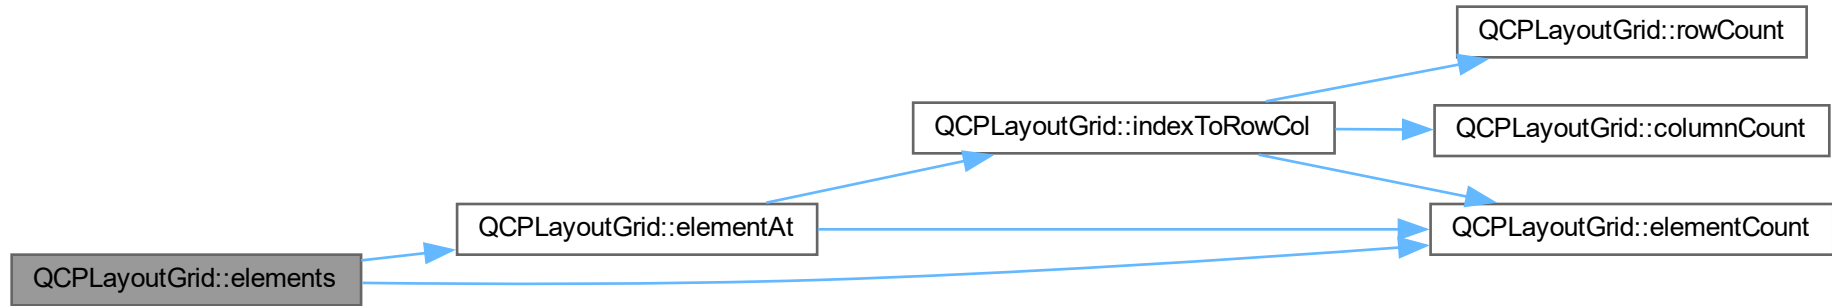 QCPLayoutGrid::rowCount
QCPLayoutGrid::indexToRowCol
QCPLayoutGrid::columnCount
QCPLayoutGrid::elementAt
QCPLayoutGrid::elementCount
QCPLayoutGrid::elements